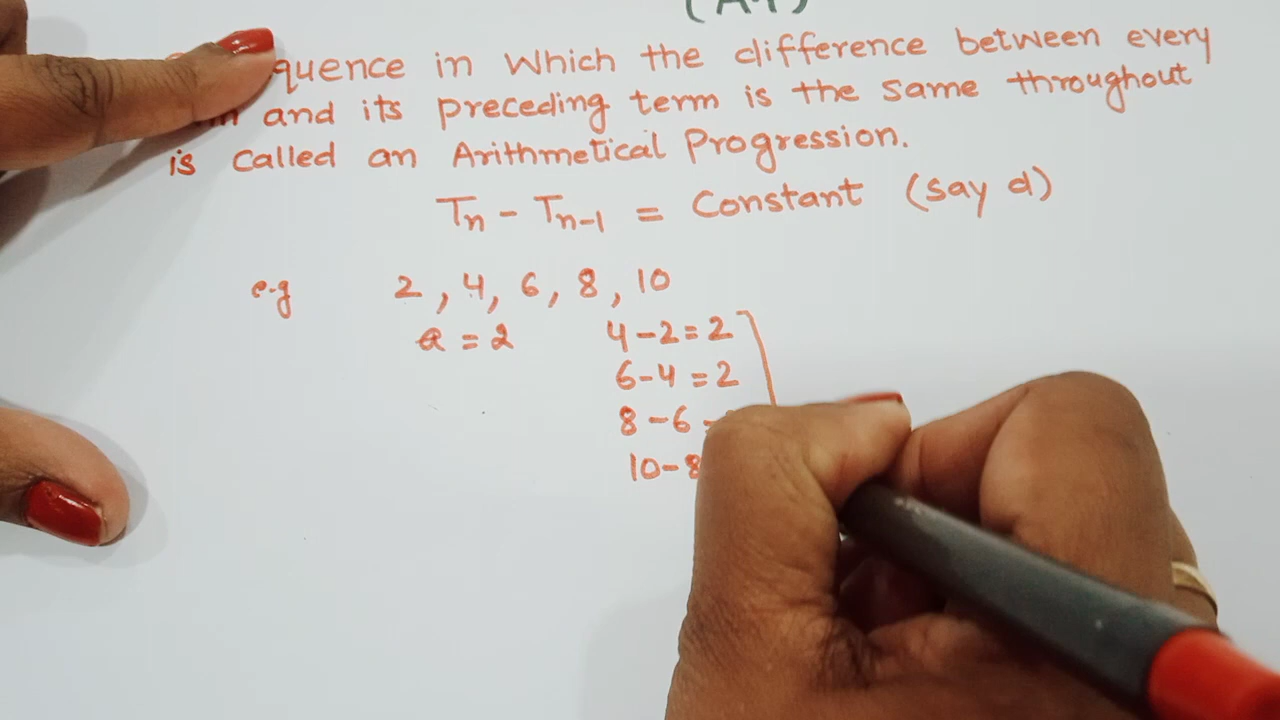 (A.P)
quence in which the difference between every
and its preceding term is the same throughout
is called an Arithmetical Progression.
Tn - Tn-1 = Constant (say d)
e.g 2, 4, 6, 8, 10
a = 2 4-2=2
6-4=2
8-6
10-8